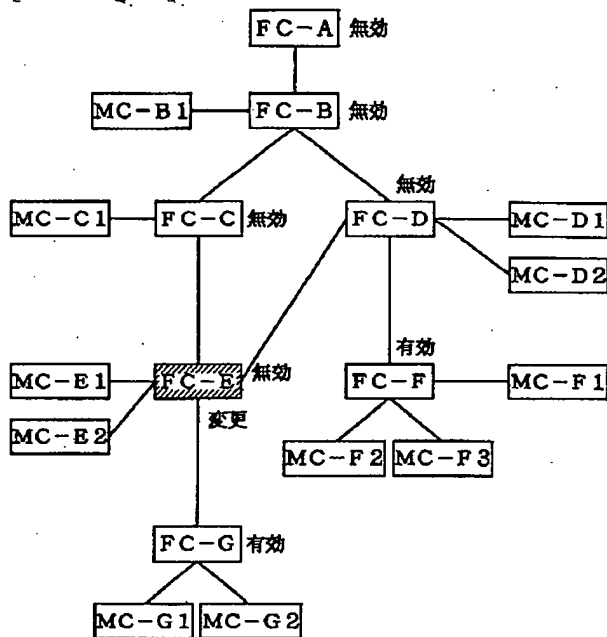 FC-A 無効
MC-B1 FC-B 無効
無効
MC-C1 FC-C 無効 FC-D MC-D1
MC-D2
有効
MC-E1 FC-E 無効 FC-F MC-F1
変更
MC-E2 MC-F2 MC-F3
FC-G 有効
MC-G1 MC-G2